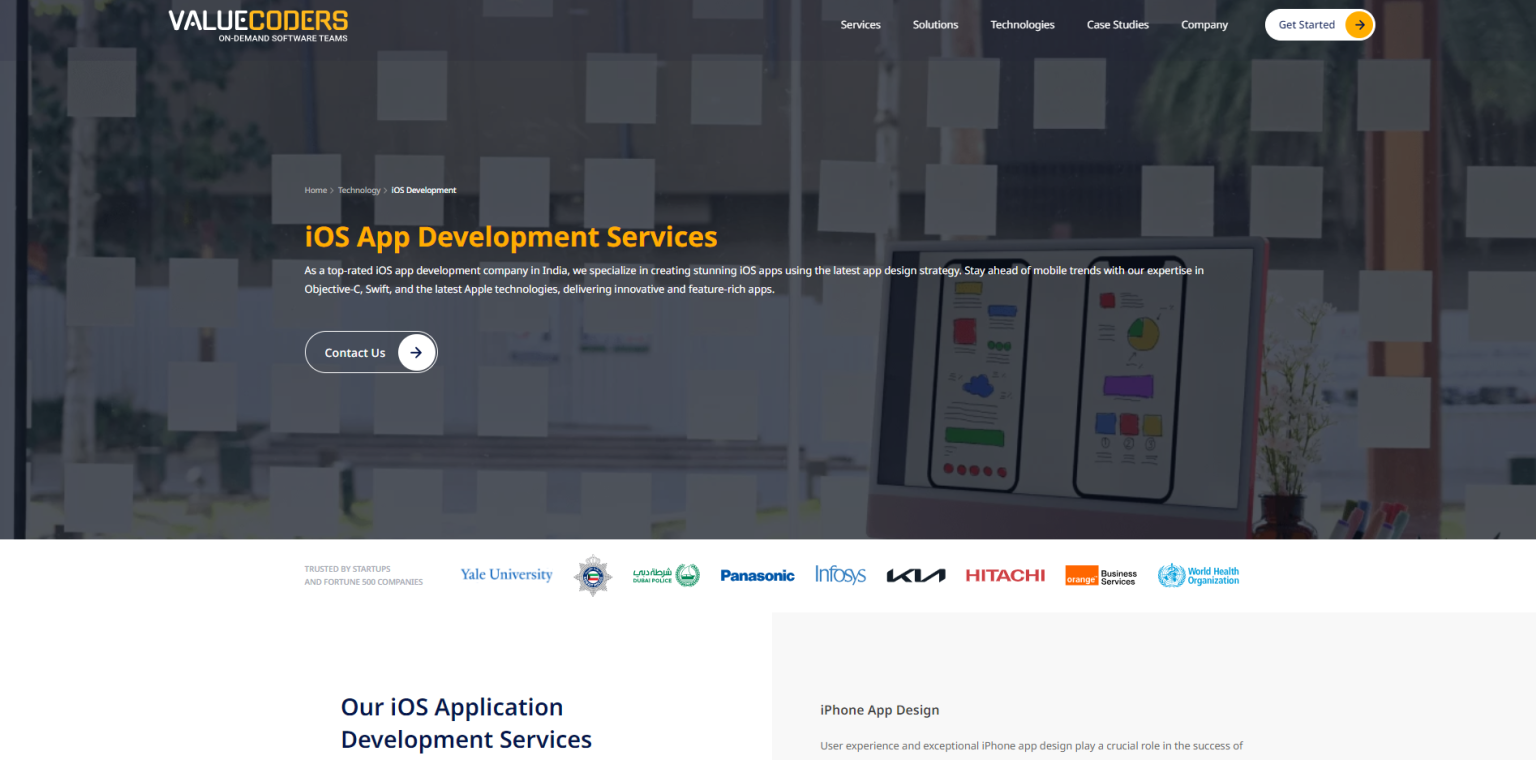 VALUECODERS
ON-DEMAND SOFTWARE TEAMS
Services
Solutions
Technologies
Case Studies
Company
Get Started
Home > Technology > iOS Development
iOS App Development Services
As a top-rated iOS app development company in India, we specialize in creating stunning iOS apps using the latest app design strategy. Stay ahead of mobile trends with our expertise in
Objective-C, Swift, and the latest Apple technologies, delivering innovative and feature-rich apps.
Contact Us
1 2 3
TRUSTED BY STARTUPS
AND FORTUNE 500 COMPANIES
Yale University
شرطة دبي
DUBAI POLICE
Panasonic
Infosys
KIA
HITACHI
orange™
Business
Services
World Health
Organization
Our iOS Application
Development Services
iPhone App Design
User experience and exceptional iPhone app design play a crucial role in the success of